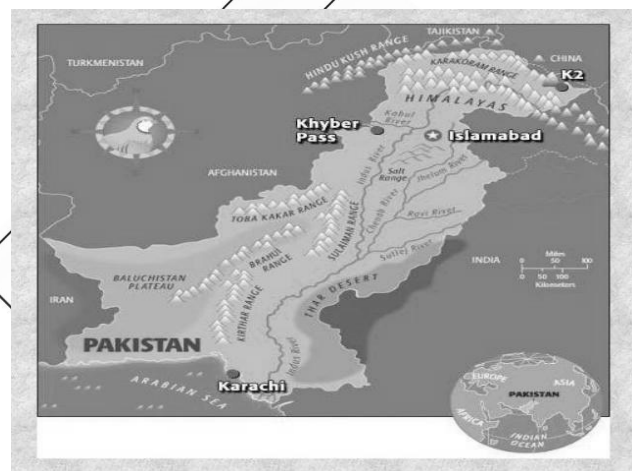 TURKMENISTAN
TAJIKISTAN
HINDU KUSH RANGE
CHINA
KARAKORAM RANGE
K2
HIMALAYAS
Kabul River
Khyber Pass
Islamabad
Indus River
Salt Range
Jhelum River
AFGHANISTAN
Chenab River
TOBA KAKAR RANGE
SULAIMAN RANGE
Ravi River
BRAHUI RANGE
Sutlej River
INDIA
Miles
0 50 100
0 50 100
Kilometers
BALUCHISTAN PLATEAU
THAR DESERT
IRAN
KIRTHAR RANGE
PAKISTAN
Indus River
Karachi
ARABIAN SEA
EUROPE
ASIA
PAKISTAN
AFRICA
INDIAN OCEAN